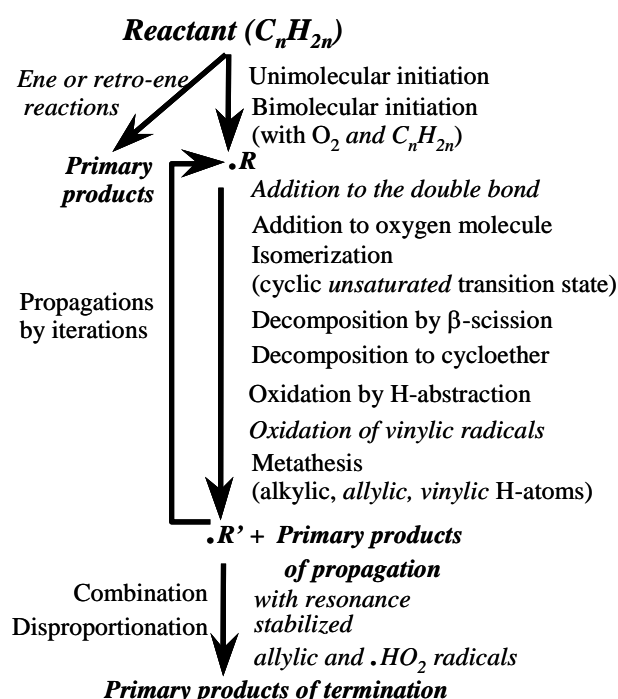 Reactant (CnH2n)
Ene or retro-ene
reactions
Unimolecular initiation
Bimolecular initiation
(with O2 and CnH2n)
Primary
products
.R
Addition to the double bond
Addition to oxygen molecule
Isomerization
(cyclic unsaturated transition state)
Propagations
by iterations
Decomposition by β-scission
Decomposition to cycloether
Oxidation by H-abstraction
Oxidation of vinylic radicals
Metathesis
(alkylic, allylic, vinylic H-atoms)
.R’ + Primary products
of propagation
Combination
Disproportionation
with resonance
stabilized
allylic and .HO2 radicals
Primary products of termination